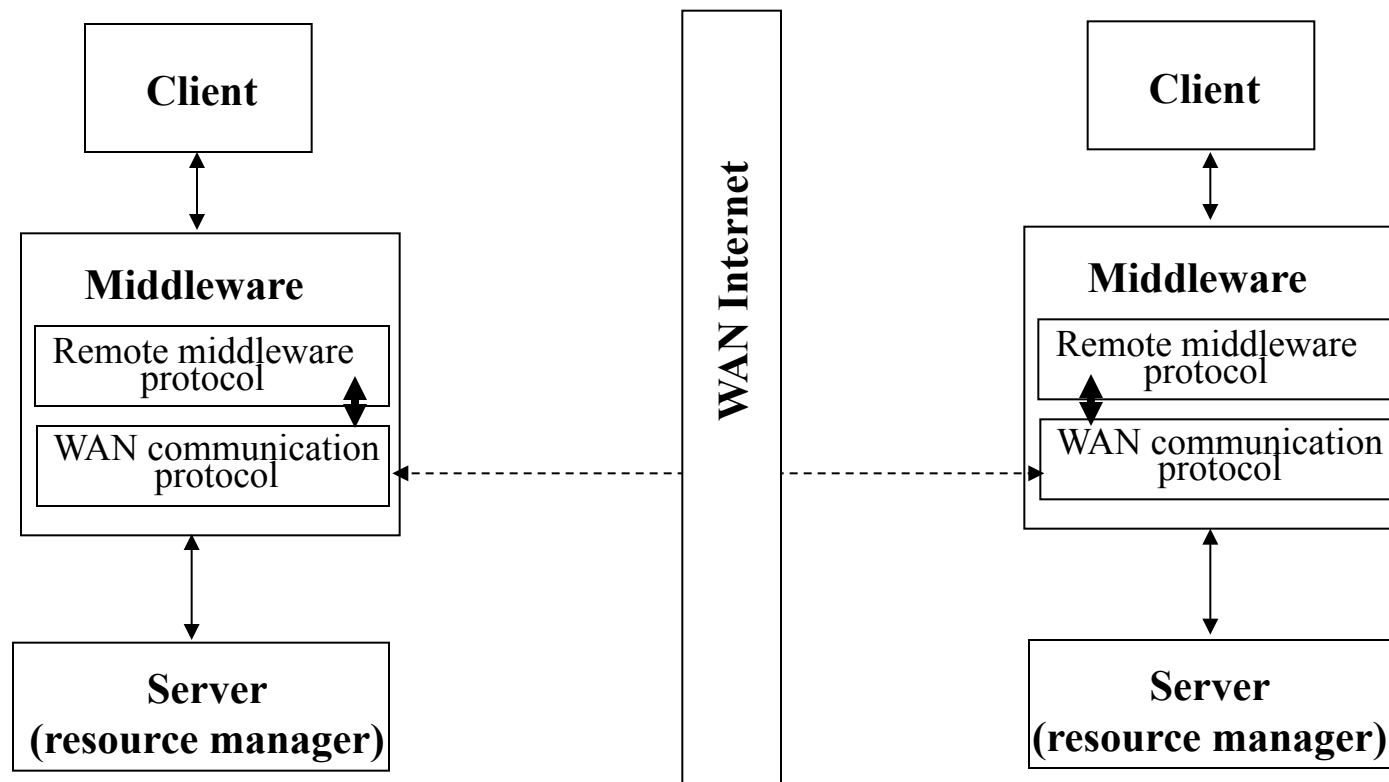 Client
Middleware
Remote middleware
protocol
WAN communication
protocol
Server
(resource manager)
WAN Internet
Client
Middleware
Remote middleware
protocol
WAN communication
protocol
Server
(resource manager)